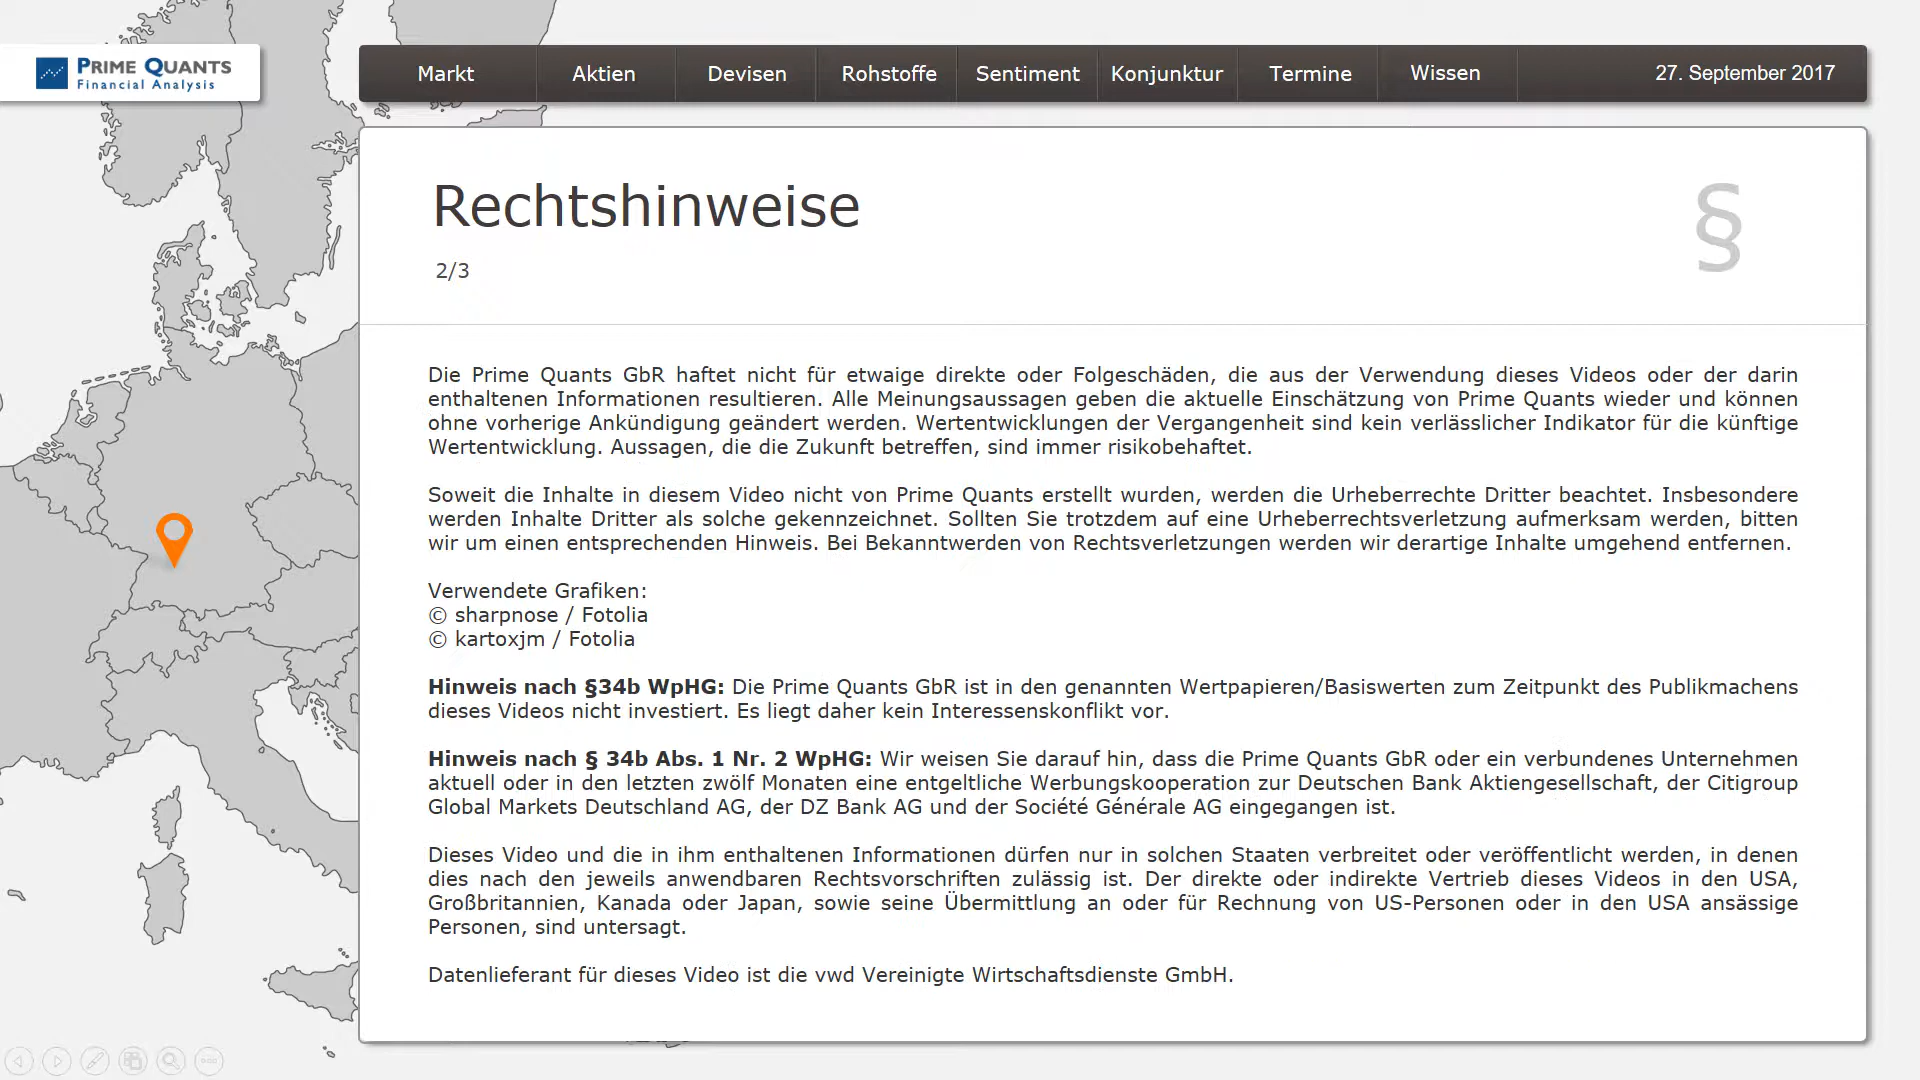 PRIME QUANTS
Financial Analysis
Markt Aktien Devisen Rohstoffe Sentiment Konjunktur Termine Wissen 27. September 2017
Rechtshinweise
§
2/3
Die Prime Quants GbR haftet nicht für etwaige direkte oder Folgeschäden, die aus der Verwendung dieses Videos oder der darin
enthaltenen Informationen resultieren. Alle Meinungsaussagen geben die aktuelle Einschätzung von Prime Quants wieder und können
ohne vorherige Ankündigung geändert werden. Wertentwicklungen der Vergangenheit sind kein verlässlicher Indikator für die künftige
Wertentwicklung. Aussagen, die die Zukunft betreffen, sind immer risikobehaftet.
Soweit die Inhalte in diesem Video nicht von Prime Quants erstellt wurden, werden die Urheberrechte Dritter beachtet. Insbesondere
werden Inhalte Dritter als solche gekennzeichnet. Sollten Sie trotzdem auf eine Urheberrechtsverletzung aufmerksam werden, bitten
wir um einen entsprechenden Hinweis. Bei Bekanntwerden von Rechtsverletzungen werden wir derartige Inhalte umgehend entfernen.
Verwendete Grafiken:
© sharpnose / Fotolia
© kartoxjm / Fotolia
Hinweis nach §34b WpHG: Die Prime Quants GbR ist in den genannten Wertpapieren/Basiswerten zum Zeitpunkt des Publikmachens
dieses Videos nicht investiert. Es liegt daher kein Interessenskonflikt vor.
Hinweis nach § 34b Abs. 1 Nr. 2 WpHG: Wir weisen Sie darauf hin, dass die Prime Quants GbR oder ein verbundenes Unternehmen
aktuell oder in den letzten zwölf Monaten eine entgeltliche Werbungskooperation zur Deutschen Bank Aktiengesellschaft, der Citigroup
Global Markets Deutschland AG, der DZ Bank AG und der Société Générale AG eingegangen ist.
Dieses Video und die in ihm enthaltenen Informationen dürfen nur in solchen Staaten verbreitet oder veröffentlicht werden, in denen
dies nach den jeweils anwendbaren Rechtsvorschriften zulässig ist. Der direkte oder indirekte Vertrieb dieses Videos in den USA,
Großbritannien, Kanada oder Japan, sowie seine Übermittlung an oder für Rechnung von US-Personen oder in den USA ansässige
Personen, sind untersagt.
Datenlieferant für dieses Video ist die vwd Vereinigte Wirtschaftsdienste GmbH.